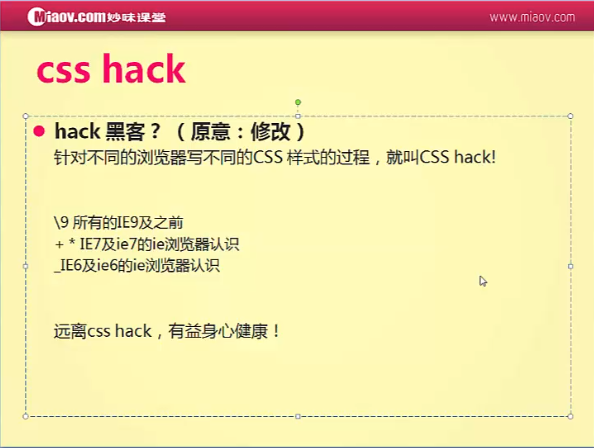 Miaov.com妙味课堂
www.miaov.com
css hack
hack 黑客？（原意：修改）
针对不同的浏览器写不同的CSS 样式的过程，就叫CSS hack!
\9 所有的IE9及之前
+ * IE7及ie7的ie浏览器认识
_IE6及ie6的ie浏览器认识
远离css hack，有益身心健康！